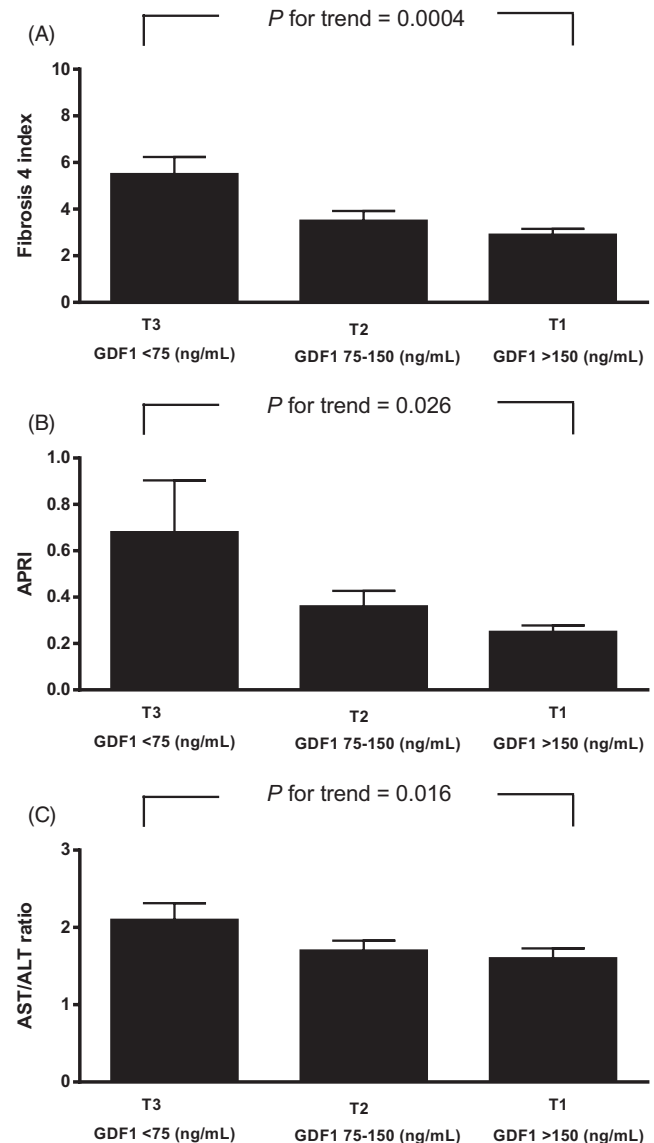 (A)
P for trend = 0.0004
Fibrosis 4 index
10
8
6
4
2
0
T3
T2
T1
GDF1 <75 (ng/mL)
GDF1 75-150 (ng/mL)
GDF1 >150 (ng/mL)
(B)
P for trend = 0.026
APRI
1.0
0.8
0.6
0.4
0.2
0.0
T3
T2
T1
GDF1 <75 (ng/mL)
GDF1 75-150 (ng/mL)
GDF1 >150 (ng/mL)
(C)
P for trend = 0.016
AST/ALT ratio
3
2
1
0
T3
T2
T1
GDF1 <75 (ng/mL)
GDF1 75-150 (ng/mL)
GDF1 >150 (ng/mL)